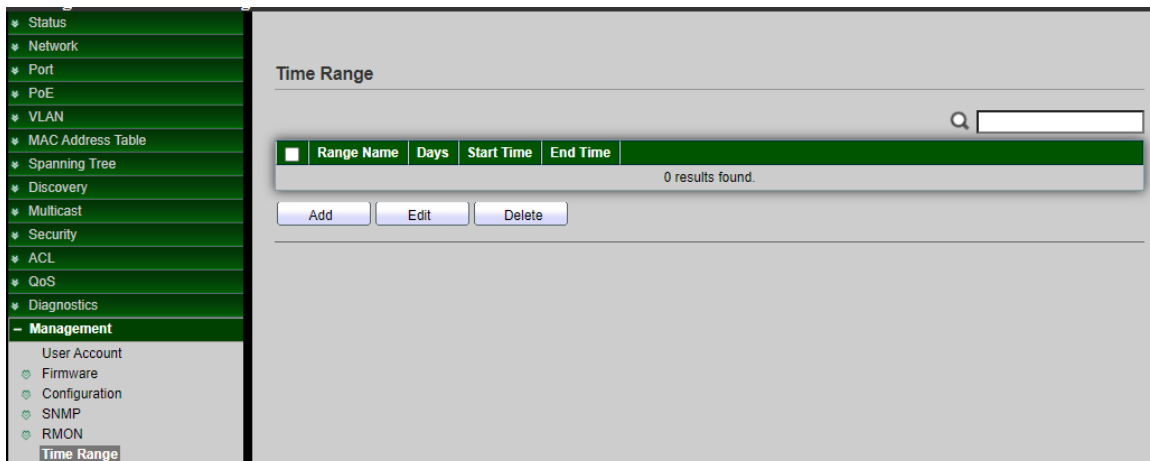 Status
Network
Port
PoE
VLAN
MAC Address Table
Spanning Tree
Discovery
Multicast
Security
ACL
QoS
Diagnostics
Management
User Account
Firmware
Configuration
SNMP
RMON
Time Range
Time Range
Range Name Days Start Time End Time
0 results found.
Add Edit Delete